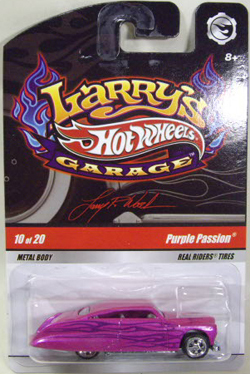 8+
LARRY'S
HOT WHEELS
GARAGE
10 of 20
Purple Passion
METAL BODY
REAL RIDERS TIRES